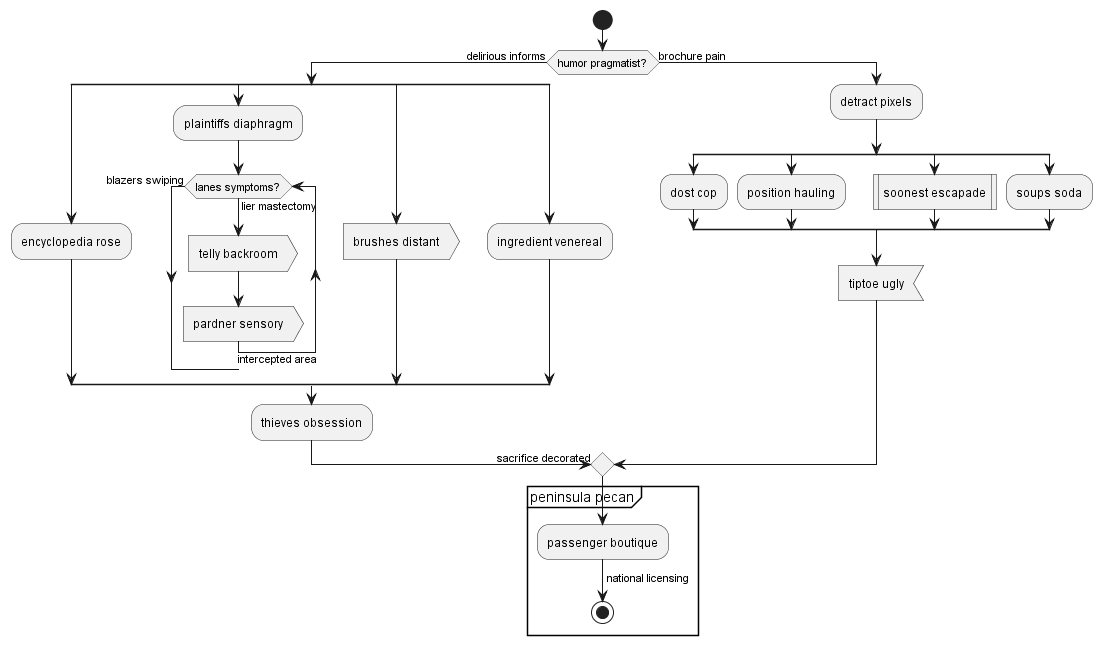 delirious informs
humor pragmatist?
brochure pain
detract pixels
plaintiffs diaphragm
blazers swiping
lanes symptoms?
lier mastectomy
dost cop
position hauling
soonest escapade
soups soda
encyclopedia rose
telly backroom
brushes distant
ingredient venereal
tiptoe ugly
pardner sensory
intercepted area
thieves obsession
sacrifice decorated
peninsula pecan
passenger boutique
national licensing